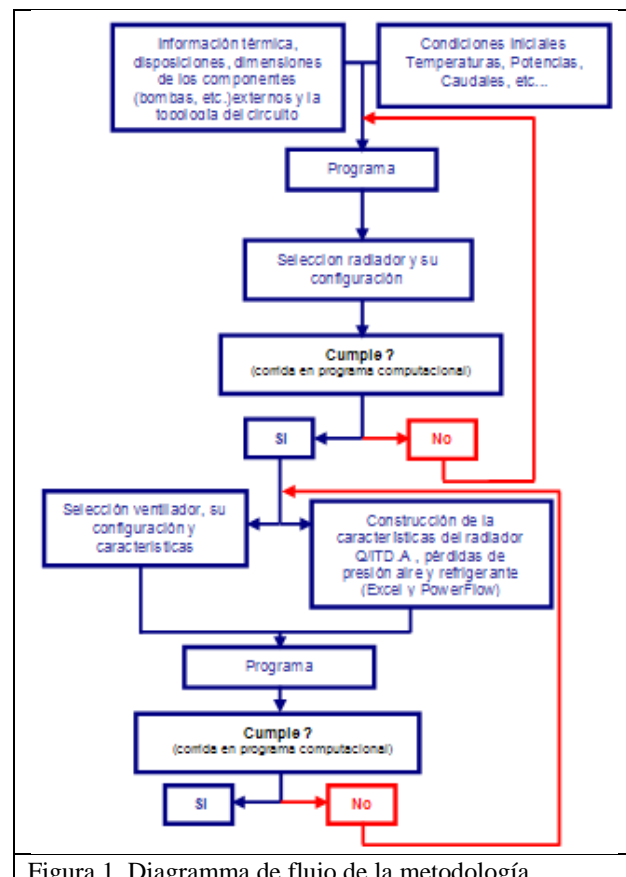 Información térmica,
disposiciones, dimensiones
de los componentes
(bombas, etc.)externos y la
topología del circuito
Condiciones Iniciales
Temperaturas, Potencias,
Caudales, etc...
Programa
Seleccion radiador y su
configuración
Cumple ?
(corrida en programa computacional)
SI
No
Selección ventilador, su
configuración y
caracteristicas
Construcción de la
características del radiador
Q/ITD.A , pérdidas de
presión aire y refrigerante
(Excel y PowerFlow)
Programa
Cumple ?
(corrida en programa computacional)
SI
No
Figura 1. Diagramma de flujo de la metodología